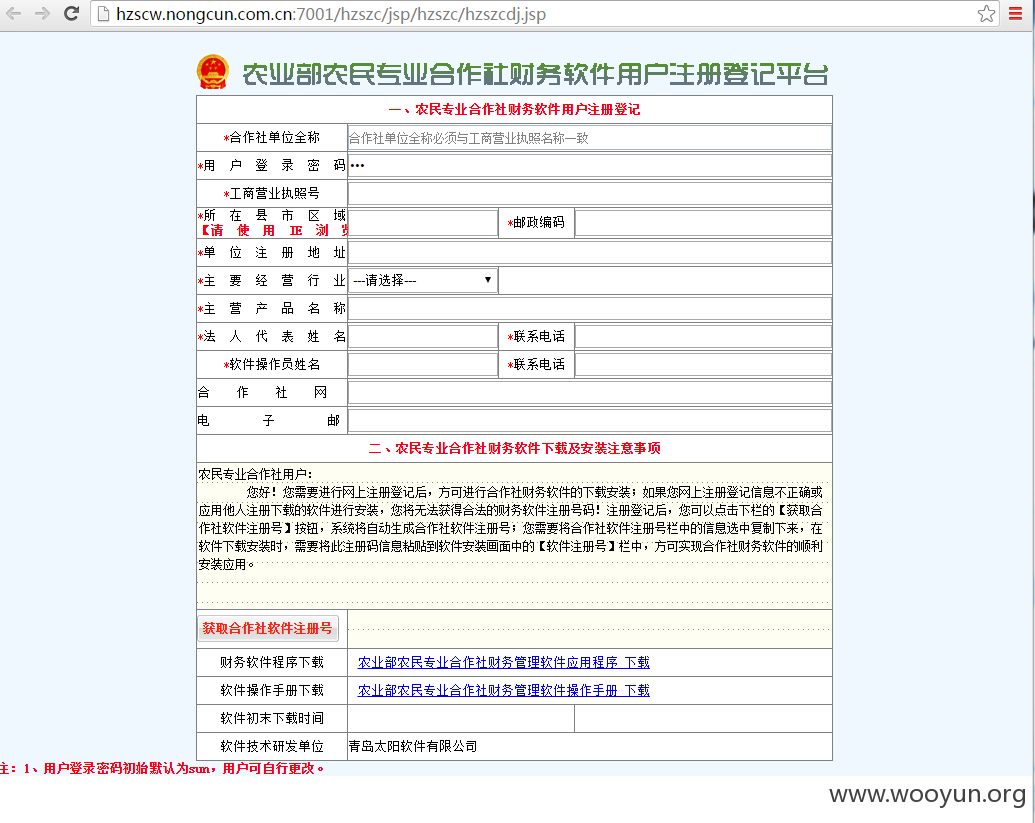 hzscw.nongcun.com.cn:7001/hzszc/jsp/hzszc/hzszcdj.jsp
农业部农民专业合作社财务软件用户注册登记平台
一、农民专业合作社财务软件用户注册登记
*合作社单位全称 合作社单位全称必须与工商营业执照名称一致
*用户登录密码 •••
*工商营业执照号
*所在县市区域
【请使用IE浏览 *邮政编码
*单位注册地址
*主要经营行业 ---请选择---
*主营产品名称
*法人代表姓名 *联系电话
*软件操作员姓名 *联系电话
合作社网
电子邮
二、农民专业合作社财务软件下载及安装注意事项
农民专业合作社用户：
您好！您需要进行网上注册登记后，方可进行合作社财务软件的下载安装；如果您网上注册登记信息不正确或
应用他人注册下载的软件进行安装，您将无法获得合法的财务软件注册号码！注册登记后，您可以点击下栏的【获取合
作社软件注册号】按钮，系统将自动生成合作社软件注册号；您需要将合作社软件注册号栏中的信息选中复制下来，在
软件下载安装时，需要将此注册码信息粘贴到软件安装画面中的【软件注册号】栏中，方可实现合作社财务软件的顺利
安装应用。
获取合作社软件注册号
财务软件程序下载 农业部农民专业合作社财务管理软件应用程序 下载
软件操作手册下载 农业部农民专业合作社财务管理软件操作手册 下载
软件初末下载时间
软件技术研发单位 青岛太阳软件有限公司
注：1、用户登录密码初始默认为sun，用户可自行更改。
www.wooyun.org